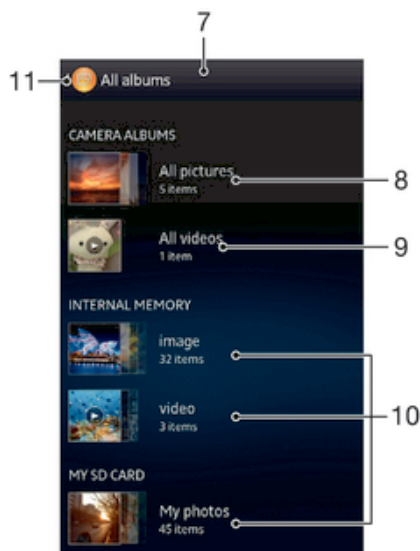 7
11
All albums
CAMERA ALBUMS
All pictures
5 items
8
All videos
1 item
9
INTERNAL MEMORY
image
32 items
video
3 items
10
MY SD CARD
My photos
45 items